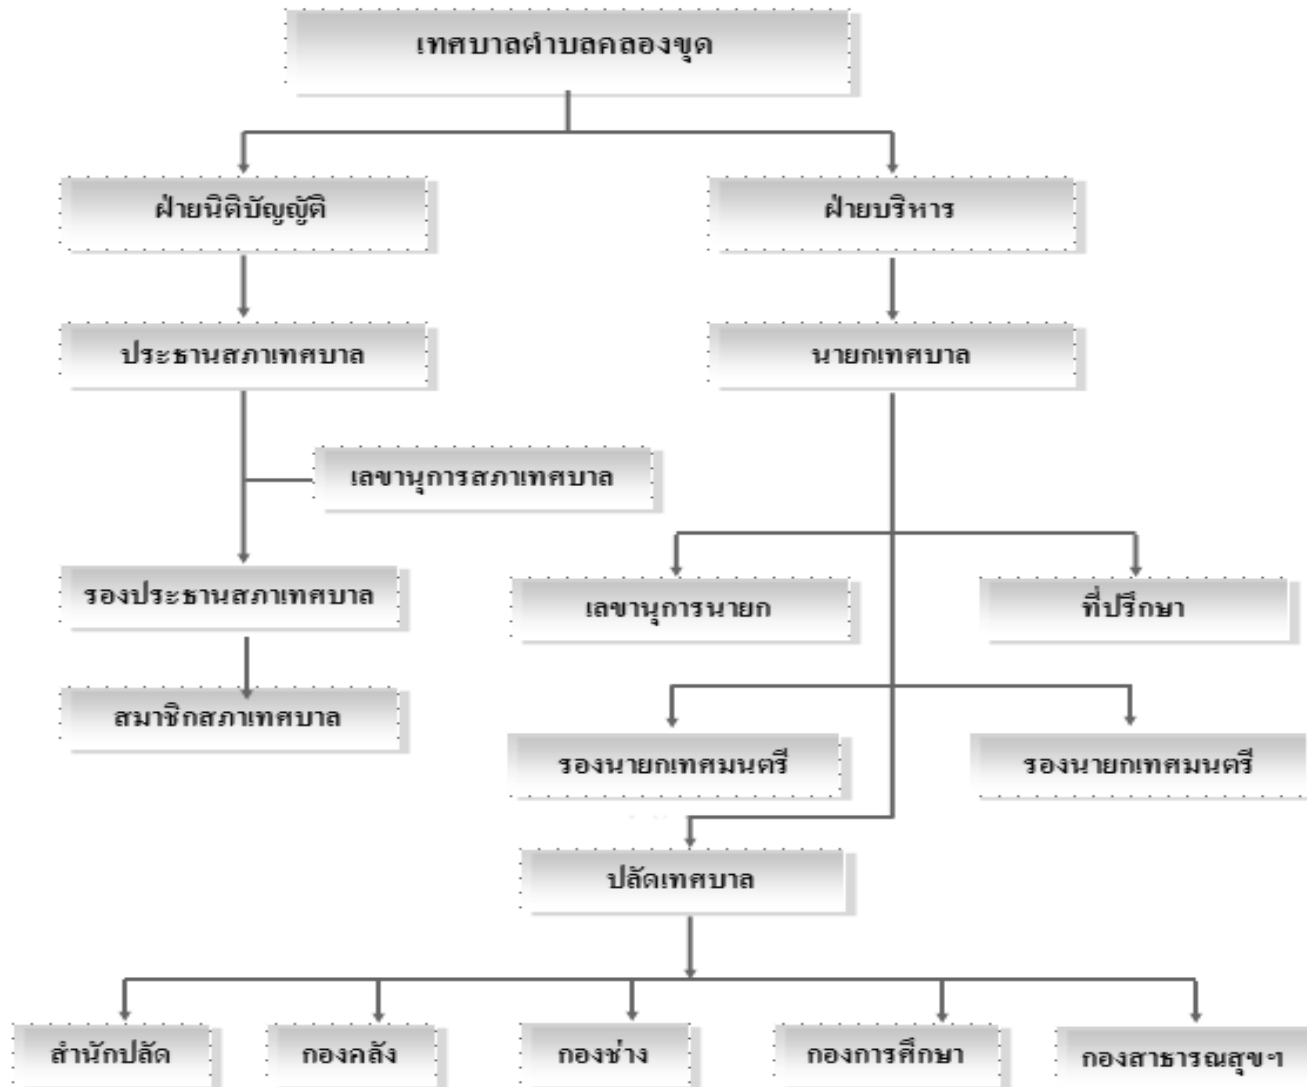 เทศบาลตำบลคลองขุด
ฝ่ายนิติบัญญัติ
ฝ่ายบริหาร
ประธานสภาเทศบาล
นายกเทศบาล
เลขานุการสภาเทศบาล
รองประธานสภาเทศบาล
เลขานุการนายก
ที่ปรึกษา
สมาชิกสภาเทศบาล
รองนายกเทศมนตรี
รองนายกเทศมนตรี
ปลัดเทศบาล
สำนักปลัด
กองคลัง
กองช่าง
กองการศึกษา
กองสาธารณสุขฯ